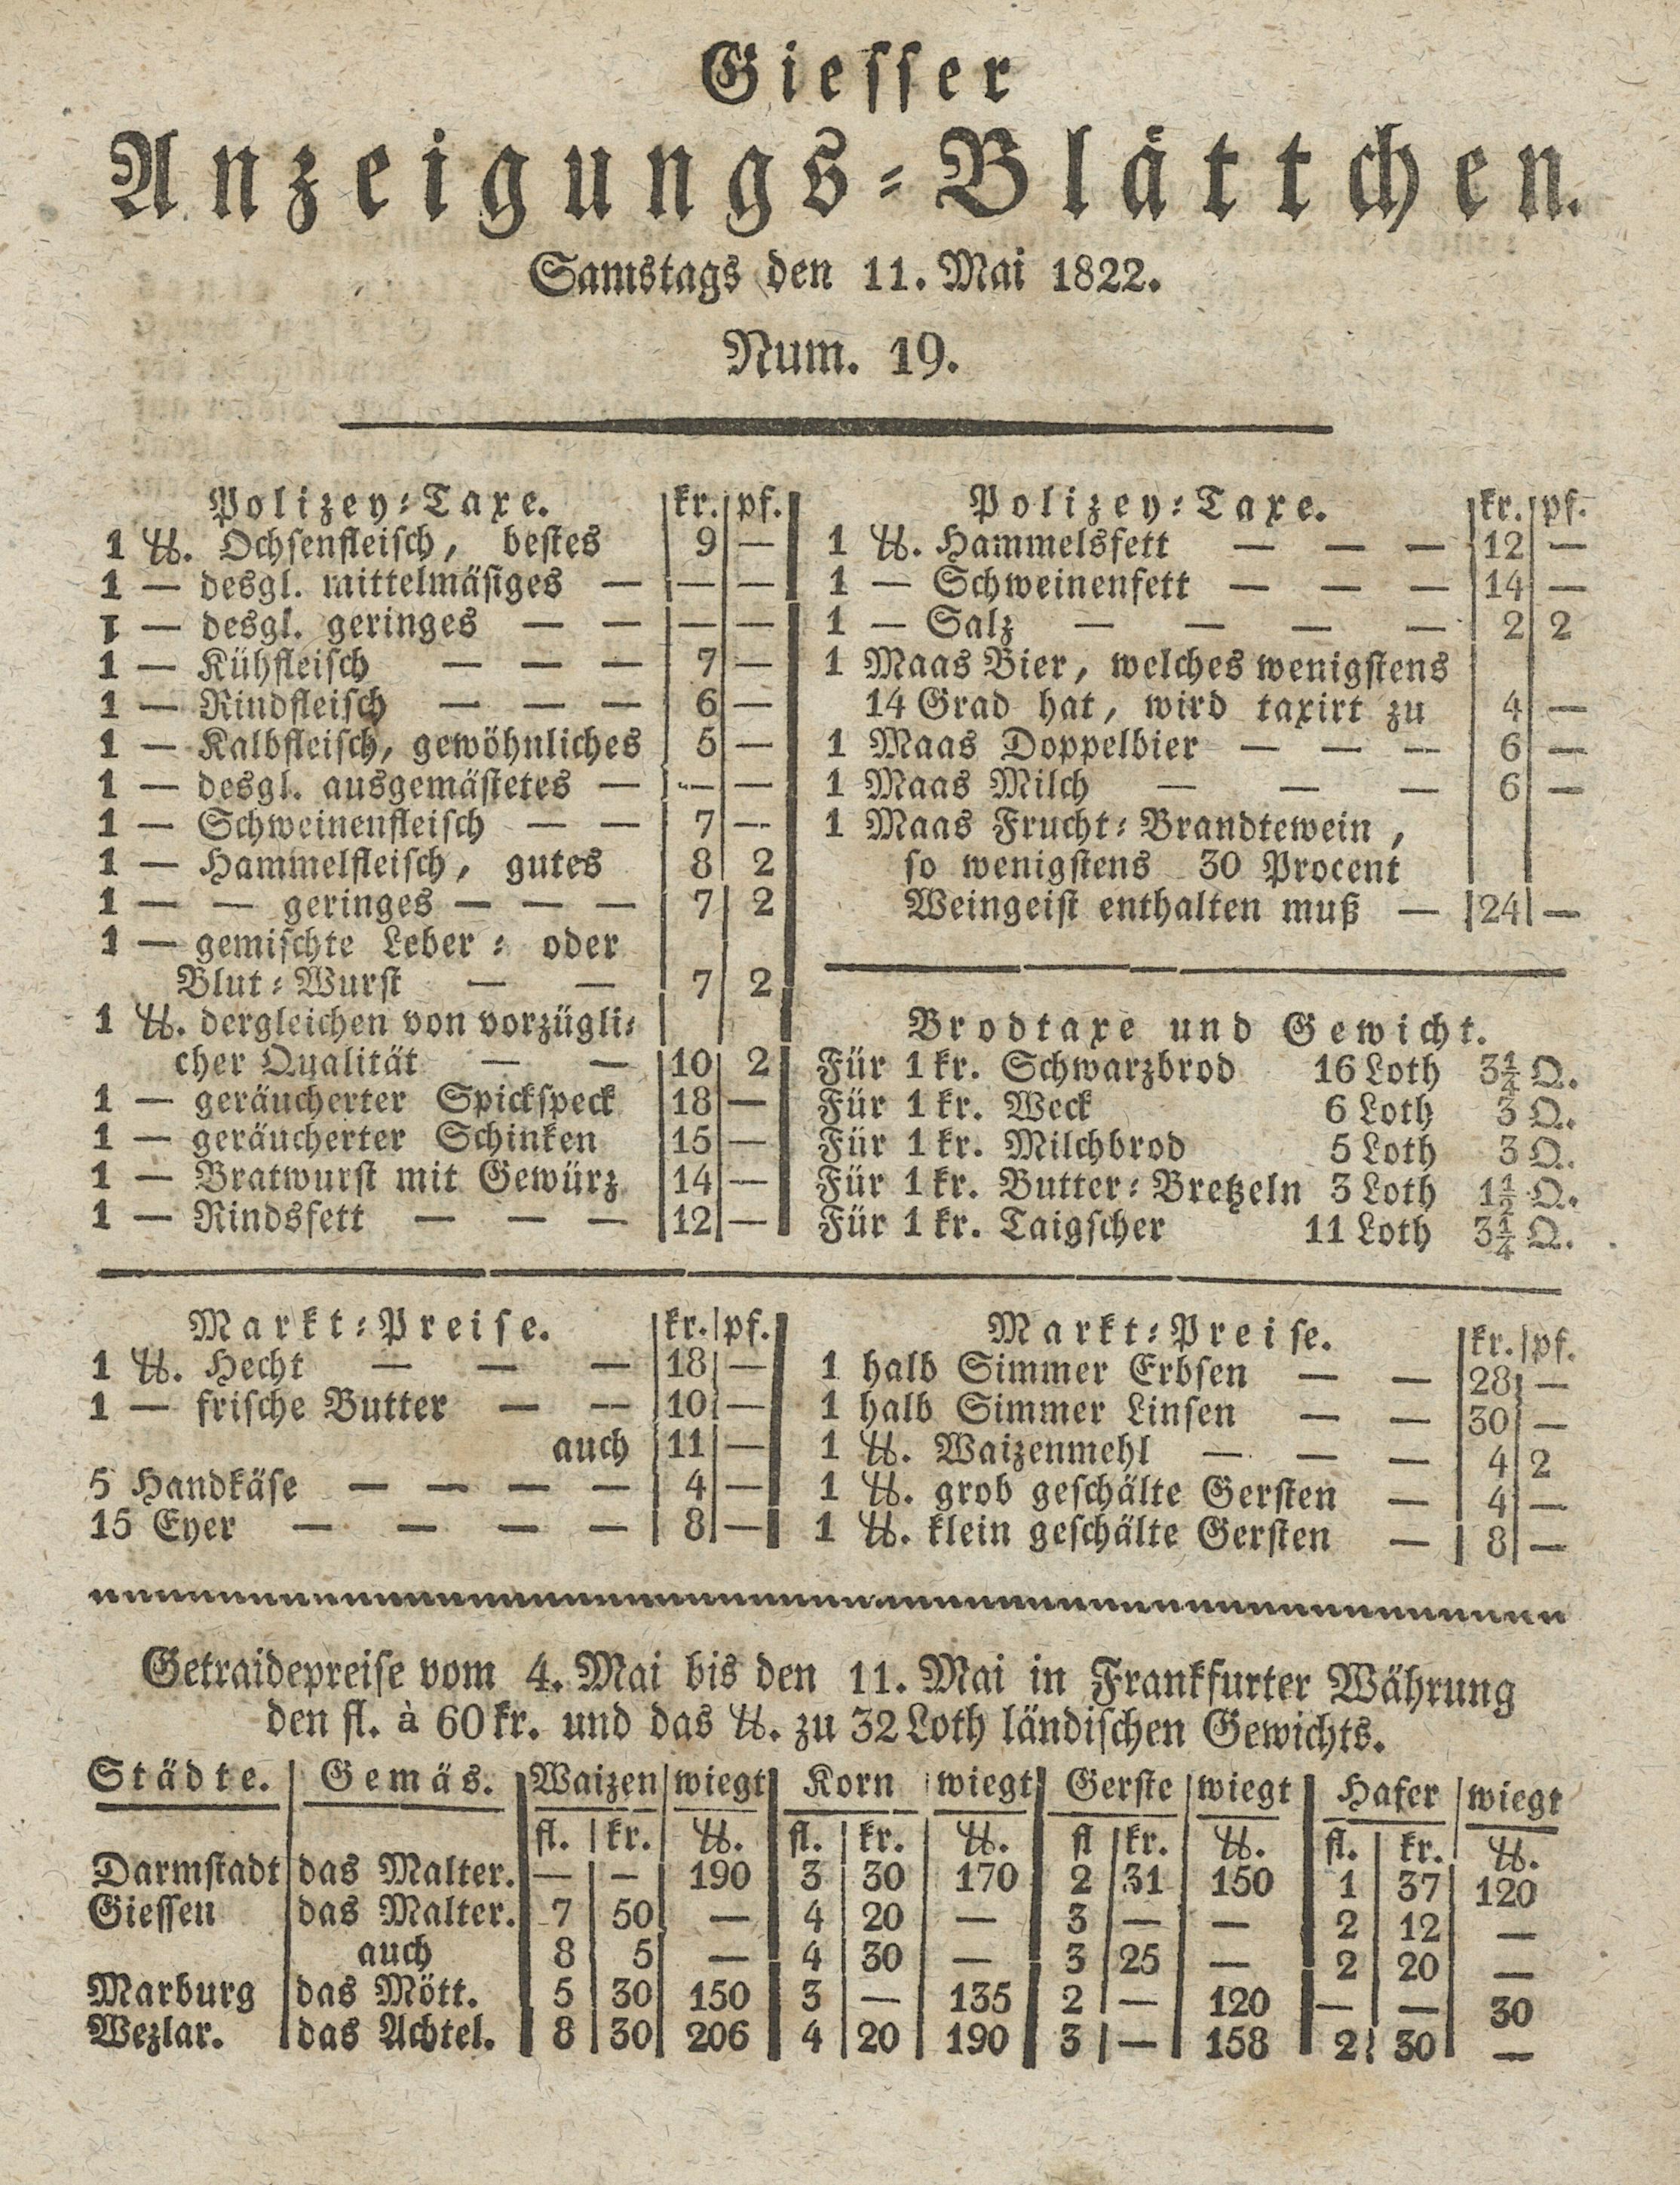 Giesser
Anzeigungs-Blättchen.
Samstags den 11. Mai 1822.
Num. 19.
Polizey-Taxe. kr. pf.
1 ℔. Ochsenfleisch, bestes 9 —
1 — desgl. mittelmäsiges — — —
1 — desgl. geringes — — — —
1 — Kühfleisch — — — 7 —
1 — Rindfleisch — — — 6 —
1 — Kalbfleisch, gewöhnliches 5 —
1 — desgl. ausgemästetes — — —
1 — Schweinenfleisch — — 7 —
1 — Hammelfleisch, gutes 8 2
1 — — geringes — — — 7 2
1 — gemischte Leber- oder
Blut-Wurst — — 7 2
1 ℔. dergleichen von vorzügli-
cher Qualität — — 10 2
1 — geräucherter Spickspeck 18 —
1 — geräucherter Schinken 15 —
1 — Bratwurst mit Gewürz 14 —
1 — Rindsfett — — — 12 —
Polizey-Taxe. kr. pf.
1 ℔. Hammelsfett — — — 12 —
1 — Schweinenfett — — — 14 —
1 — Salz — — — — 2 2
1 Maas Bier, welches wenigstens
14 Grad hat, wird taxirt zu 4 —
1 Maas Doppelbier — — — 6 —
1 Maas Milch — — — 6 —
1 Maas Frucht-Brandtewein,
so wenigstens 30 Procent
Weingeist enthalten muß — 24 —
Brodtaxe und Gewicht.
Für 1 kr. Schwarzbrod 16 Loth 3¼ Q.
Für 1 kr. Weck 6 Loth 3 Q.
Für 1 kr. Milchbrod 5 Loth 3 Q.
Für 1 kr. Butter-Bretzeln 3 Loth 1½ Q.
Für 1 kr. Taigscher 11 Loth 3¼ Q.
Markt-Preise. kr. pf.
1 ℔. Hecht — — — 18 —
1 — frische Butter — — 10 —
auch 11 —
5 Handkäse — — — — 4 —
15 Eyer — — — — 8 —
Markt-Preise. kr. pf.
1 halb Simmer Erbsen — — 28 —
1 halb Simmer Linsen — — 30 —
1 ℔. Waizenmehl — — — 4 2
1 ℔. grob geschälte Gersten — 4 —
1 ℔. klein geschälte Gersten — 8 —
Getraidepreise vom 4. Mai bis den 11. Mai in Frankfurter Währung
den fl. à 60 kr. und das ℔. zu 32 Loth ländischen Gewichts.
Städte. Gemäs. Waizen wiegt Korn wiegt Gerste wiegt Hafer wiegt
fl. kr. ℔. fl. kr. ℔. fl kr. ℔. fl. kr. ℔.
Darmstadt das Malter. — — 190 3 30 170 2 31 150 1 37 120
Giessen das Malter. 7 50 — 4 20 — 3 — — 2 12 —
auch 8 5 — 4 30 — 3 25 — 2 20 —
Marburg das Mött. 5 30 150 3 — 135 2 — 120 — — 30
Wezlar. das Achtel. 8 30 206 4 20 190 3 — 158 2 30 —